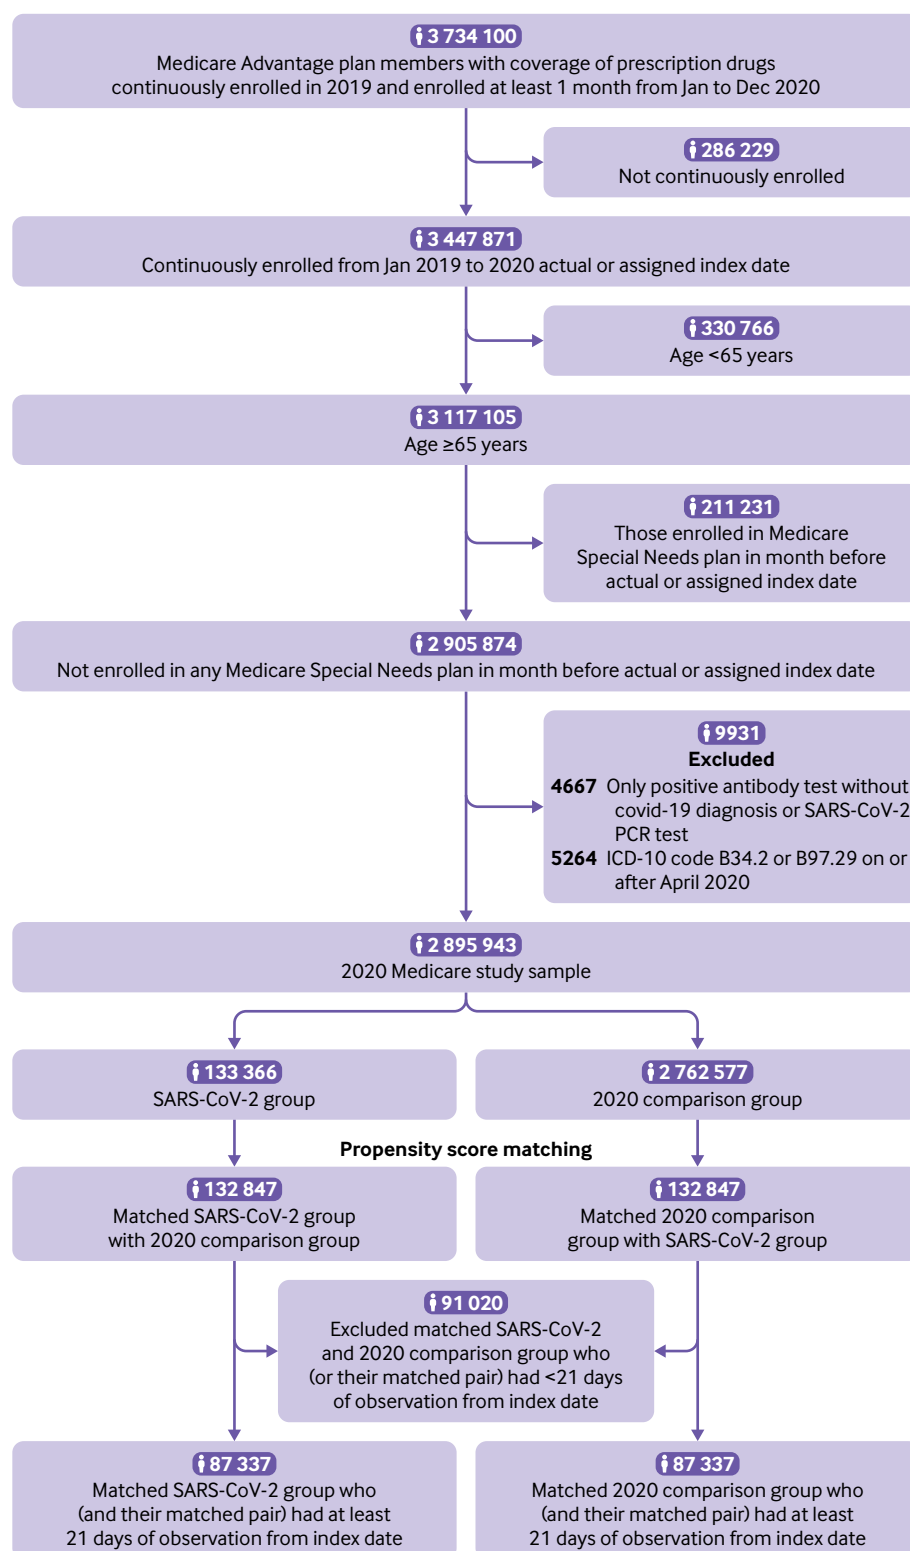 3 734 100
Medicare Advantage plan members with coverage of prescription drugs
continuously enrolled in 2019 and enrolled at least 1 month from Jan to Dec 2020
286 229
Not continuously enrolled
3 447 871
Continuously enrolled from Jan 2019 to 2020 actual or assigned index date
330 766
Age <65 years
3 117 105
Age ≥65 years
211 231
Those enrolled in Medicare
Special Needs plan in month before
actual or assigned index date
2 905 874
Not enrolled in any Medicare Special Needs plan in month before actual or assigned index date
9931
Excluded
4667 Only positive antibody test without
covid-19 diagnosis or SARS-CoV-2
PCR test
5264 ICD-10 code B34.2 or B97.29 on or
after April 2020
2 895 943
2020 Medicare study sample
133 366
SARS-CoV-2 group
2 762 577
2020 comparison group
Propensity score matching
132 847
Matched SARS-CoV-2 group
with 2020 comparison group
132 847
Matched 2020 comparison
group with SARS-CoV-2 group
91 020
Excluded matched SARS-CoV-2
and 2020 comparison group who
(or their matched pair) had <21 days
of observation from index date
87 337
Matched SARS-CoV-2 group who
(and their matched pair) had at least
21 days of observation from index date
87 337
Matched 2020 comparison group who
(and their matched pair) had at least
21 days of observation from index date